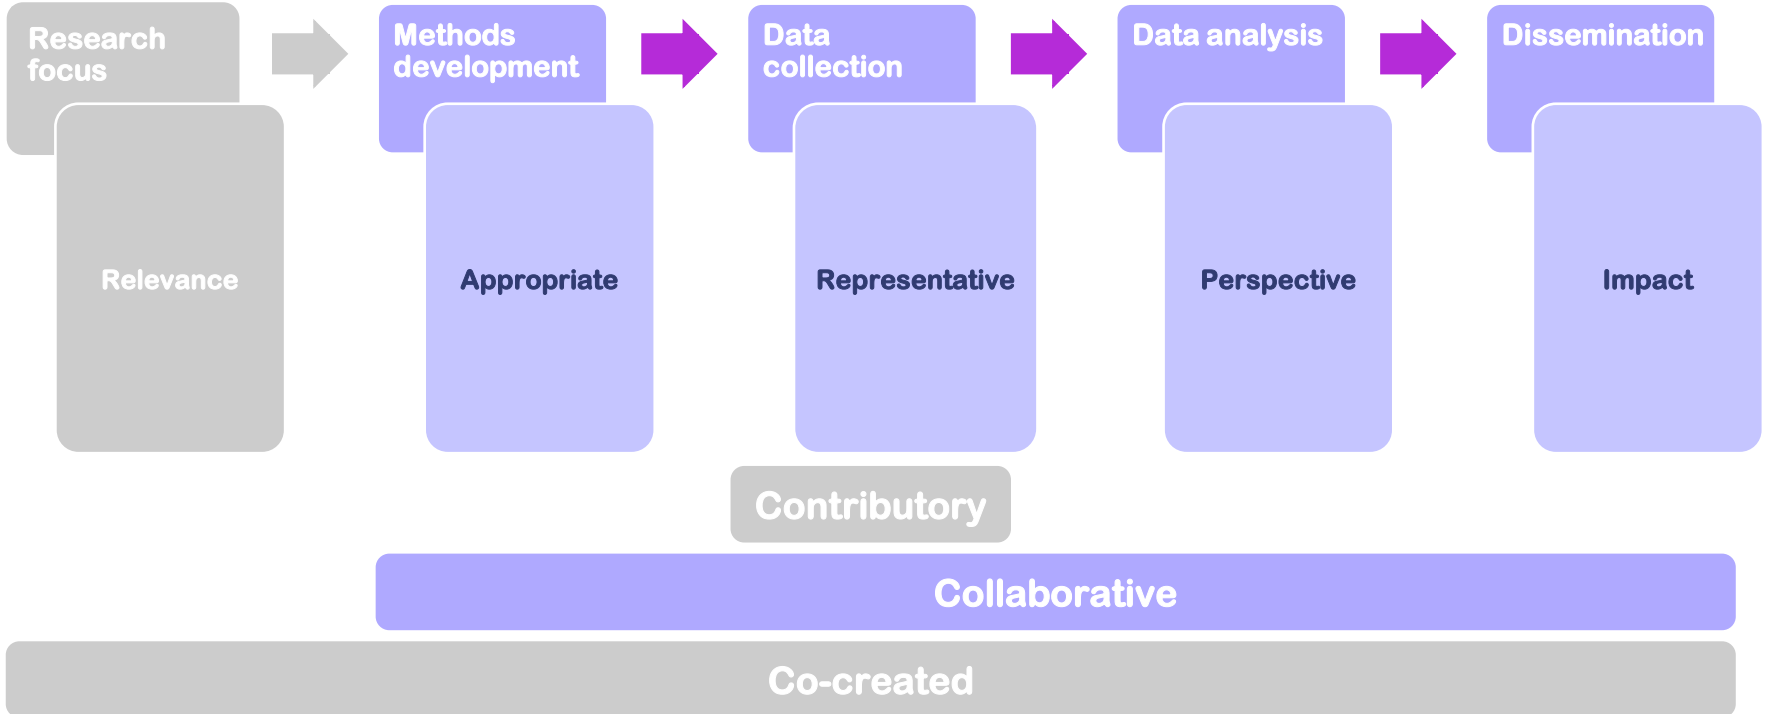 Research
focus
Methods
development
Data
collection
Data analysis
Dissemination
Relevance
Appropriate
Representative
Perspective
Impact
Contributory
Collaborative
Co-created